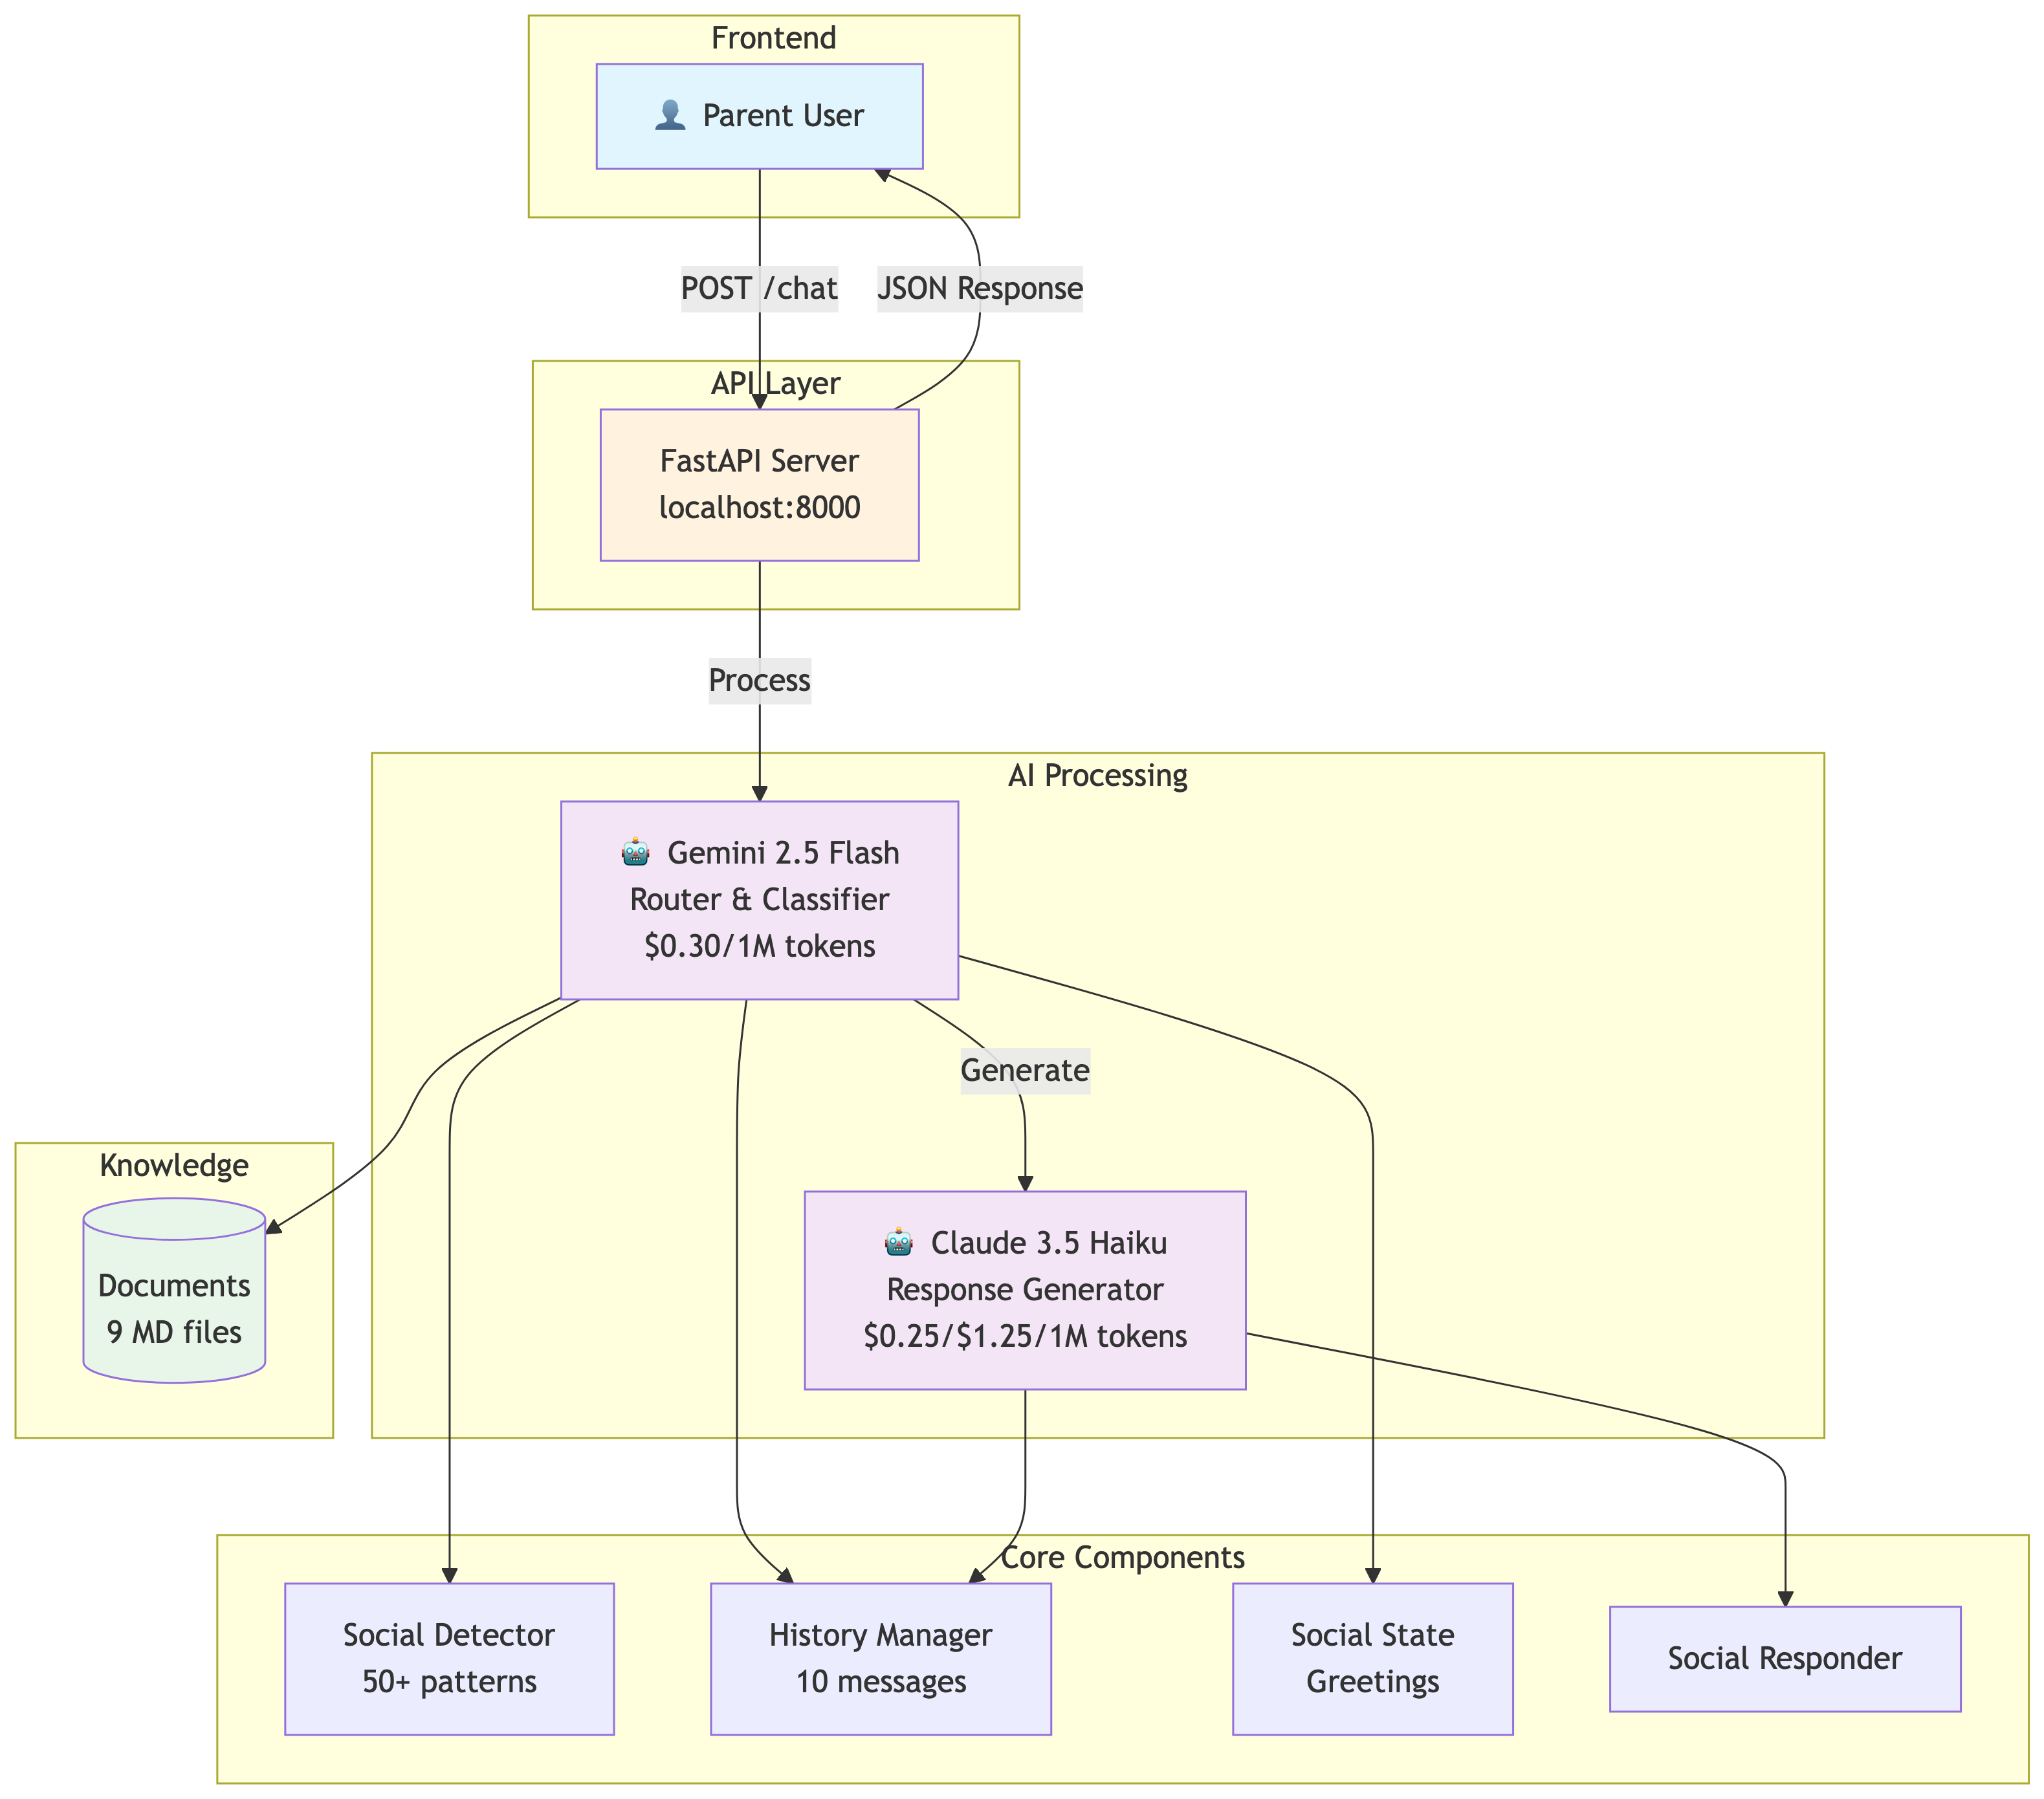 Frontend
Parent User
POST /chat
JSON Response
API Layer
FastAPI Server
localhost:8000
Process
AI Processing
Gemini 2.5 Flash
Router & Classifier
$0.30/1M tokens
Generate
Knowledge
Documents
9 MD files
Claude 3.5 Haiku
Response Generator
$0.25/$1.25/1M tokens
Core Components
Social Detector
50+ patterns
History Manager
10 messages
Social State
Greetings
Social Responder